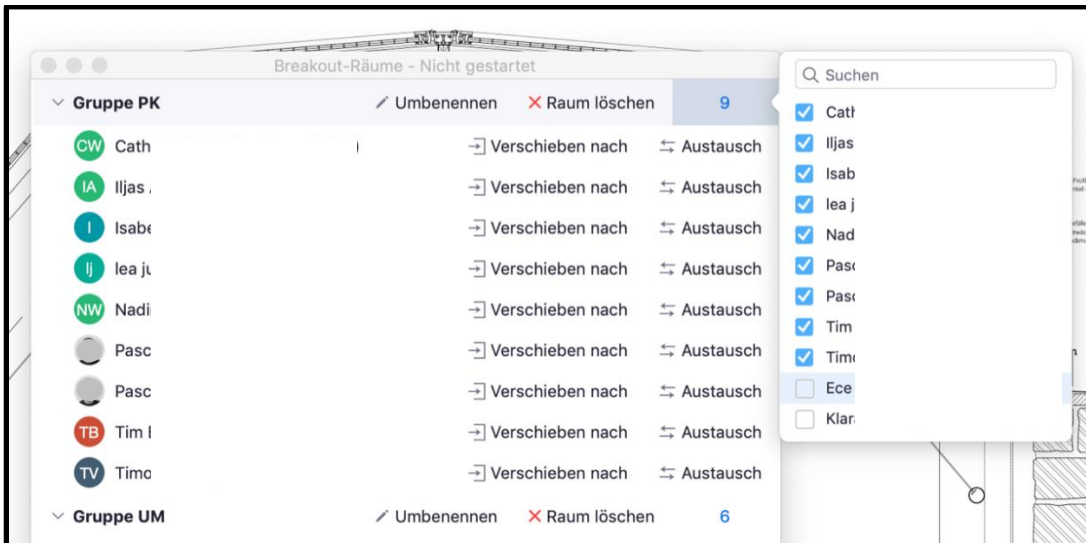 Breakout-Räume - Nicht gestartet
Gruppe PK Umbenennen Raum löschen 9
CW Cath Verschieben nach Austausch
IA Iljas Verschieben nach Austausch
I Isabe Verschieben nach Austausch
lj lea ju Verschieben nach Austausch
NW Nadi Verschieben nach Austausch
Pasc Verschieben nach Austausch
Pasc Verschieben nach Austausch
TB Tim Verschieben nach Austausch
TV Timo Verschieben nach Austausch
Gruppe UM Umbenennen Raum löschen 6
Suchen
Cath
Iljas
Isab
lea j
Nad
Pasc
Pasc
Tim
Timo
Ece
Klar